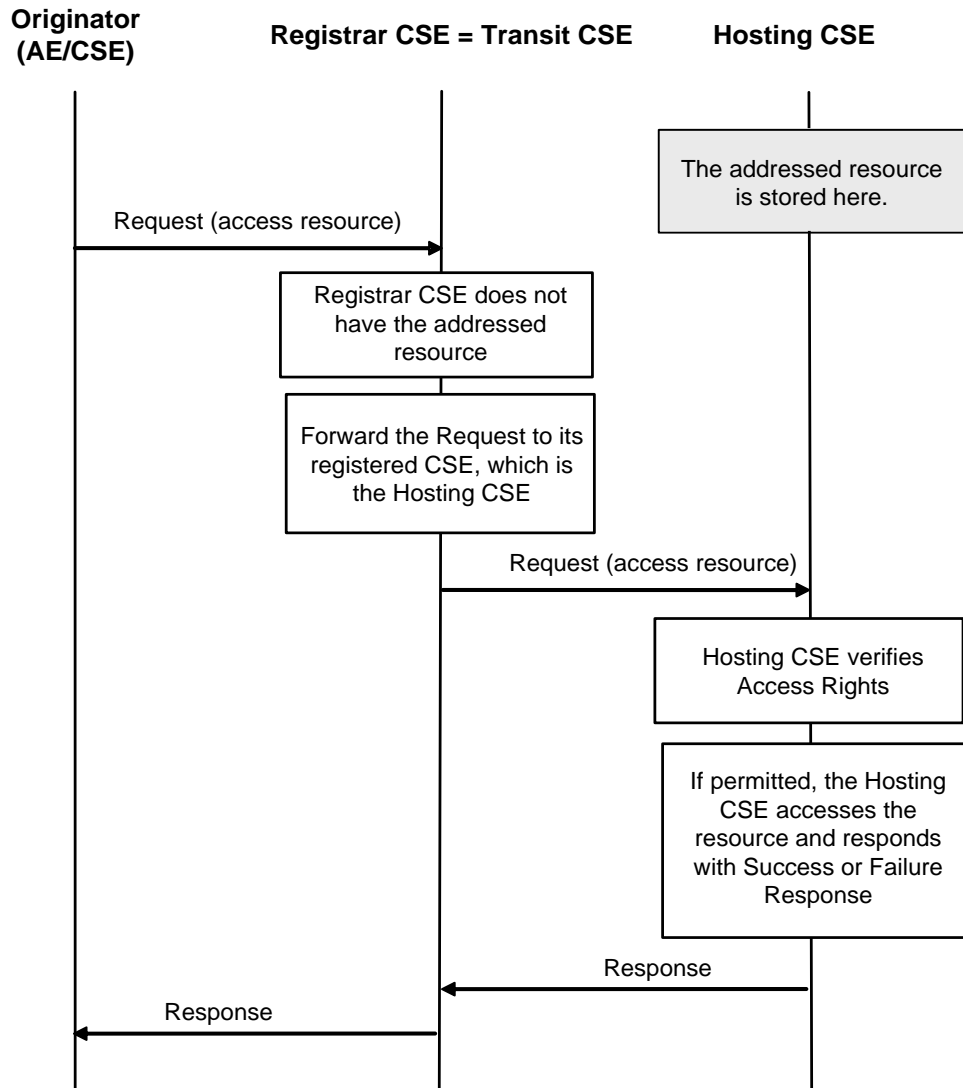 Originator
(AE/CSE)
Registrar CSE = Transit CSE
Hosting CSE
The addressed resource
is stored here.
Request (access resource)
Registrar CSE does not
have the addressed
resource
Forward the Request to its
registered CSE, which is
the Hosting CSE
Request (access resource)
Hosting CSE verifies
Access Rights
If permitted, the Hosting
CSE accesses the
resource and responds
with Success or Failure
Response
Response
Response